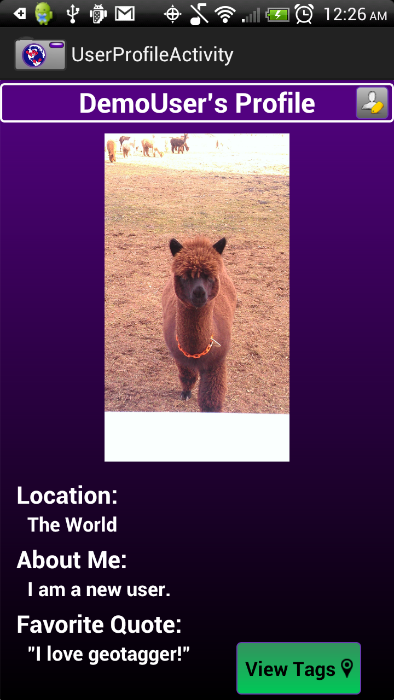 12:26 AM
UserProfileActivity
DemoUser's Profile
Location:
The World
About Me:
I am a new user.
Favorite Quote:
"I love geotagger!"
View Tags